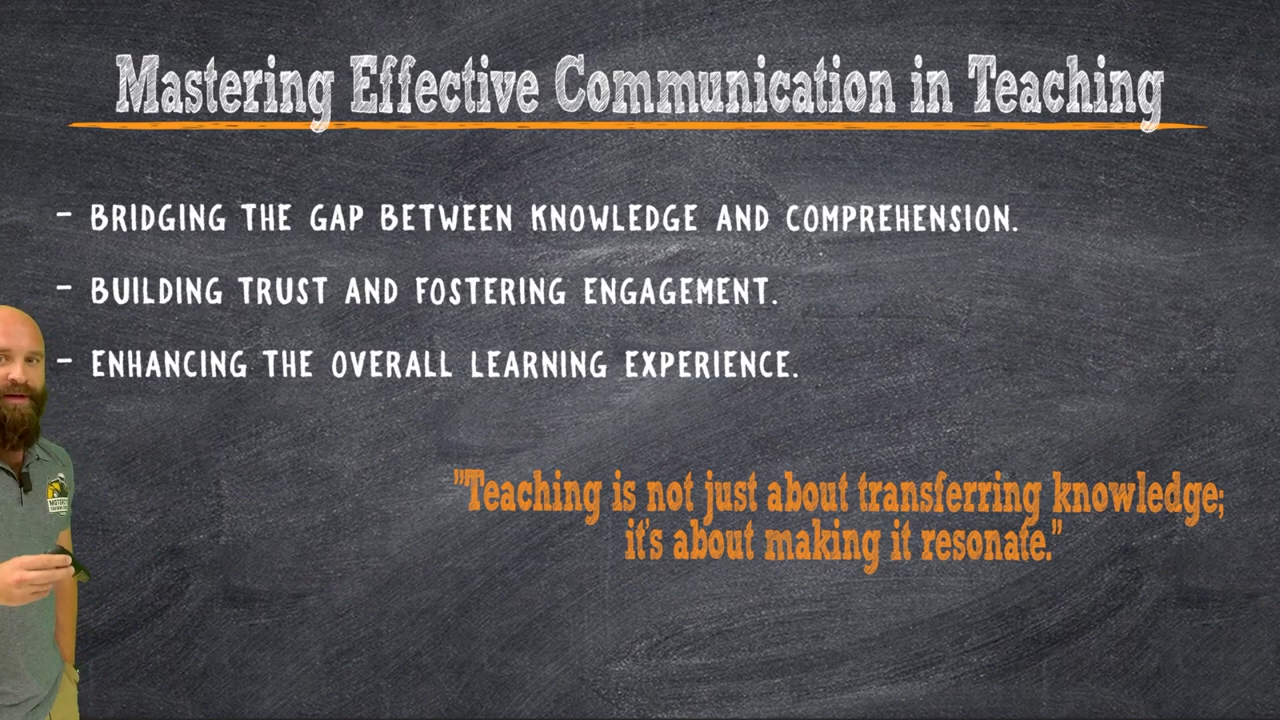 Mastering Effective Communication in Teaching
- BRIDGING THE GAP BETWEEN KNOWLEDGE AND COMPREHENSION.
- BUILDING TRUST AND FOSTERING ENGAGEMENT.
- ENHANCING THE OVERALL LEARNING EXPERIENCE.
"Teaching is not just about transferring knowledge;
it's about making it resonate."